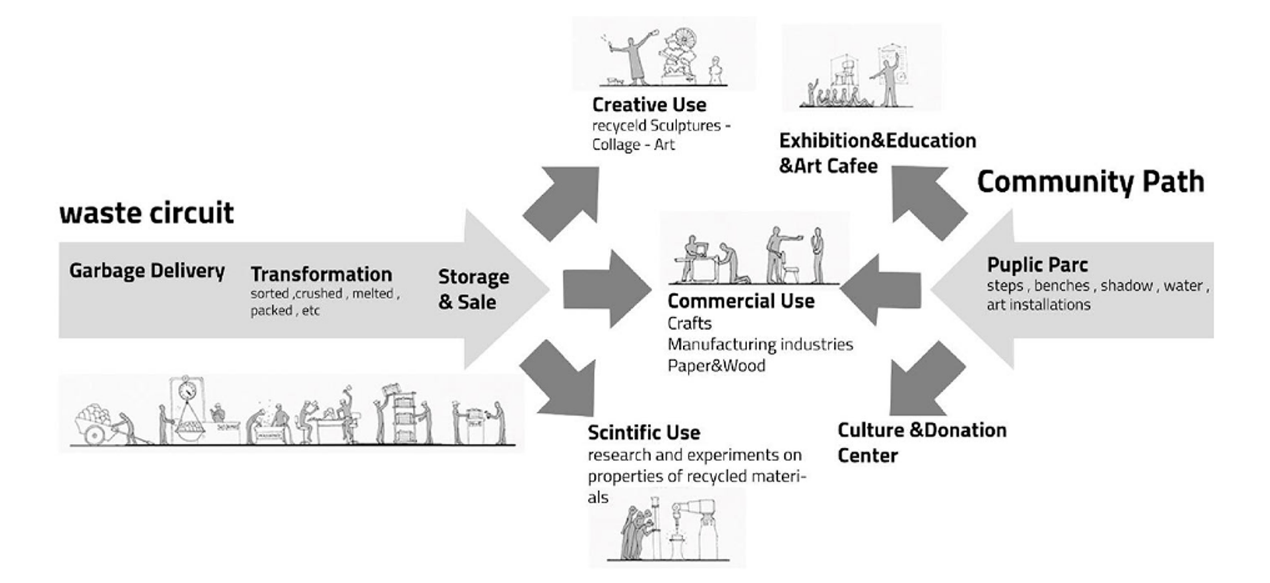 Creative Use
recyceld Sculptures -
Collage - Art
Exhibition&Education
&Art Cafee
Community Path
waste circuit
Garbage Delivery
Transformation
sorted ,crushed , melted ,
packed , etc
Storage
& Sale
Commercial Use
Crafts
Manufacturing industries
Paper&Wood
Puplic Parc
steps , benches , shadow , water ,
art installations
Scintific Use
research and experiments on
properties of recycled materi-
als
Culture &Donation
Center